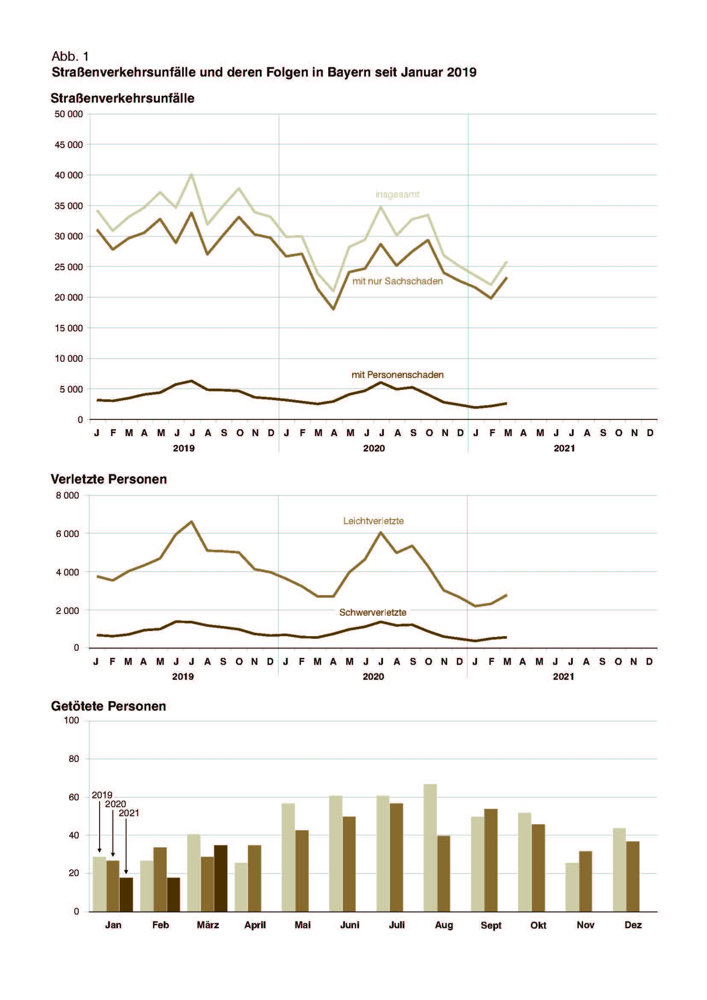 Abb. 1
Straßenverkehrsunfälle und deren Folgen in Bayern seit Januar 2019
Straßenverkehrsunfälle
50 000
45 000
40 000
insgesamt
35 000
30 000
25 000
mit nur Sachschaden
20 000
15 000
10 000
mit Personenschaden
5 000
0
J F M A M J J A S O N D J F M A M J J A S O N D J F M A M J J A S O N D
2019 2020 2021
Verletzte Personen
8 000
Leichtverletzte
6 000
4 000
2 000
Schwerverletzte
0
J F M A M J J A S O N D J F M A M J J A S O N D J F M A M J J A S O N D
2019 2020 2021
Getötete Personen
100
80
60
2019
2020
2021
40
20
0
Jan Feb März April Mai Juni Juli Aug Sept Okt Nov Dez